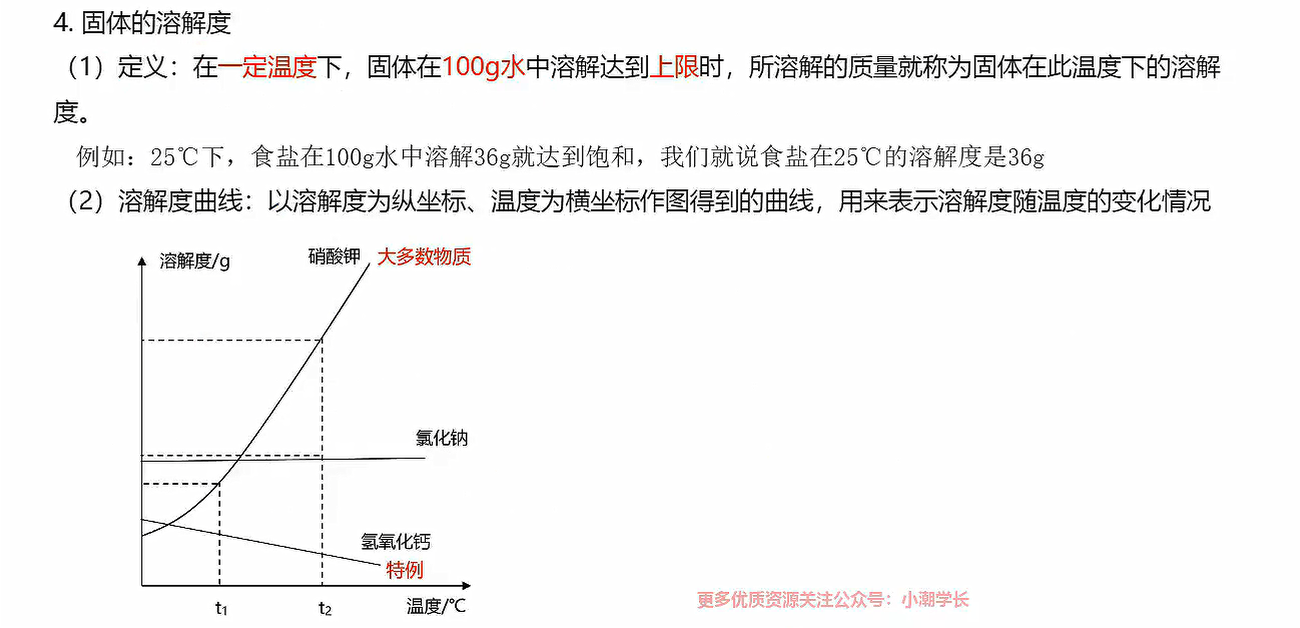 4. 固体的溶解度
（1）定义：在一定温度下，固体在100g水中溶解达到上限时，所溶解的质量就称为固体在此温度下的溶解
度。
例如：25℃下，食盐在100g水中溶解36g就达到饱和，我们就说食盐在25℃的溶解度是36g
（2）溶解度曲线：以溶解度为纵坐标、温度为横坐标作图得到的曲线，用来表示溶解度随温度的变化情况
溶解度/g
硝酸钾 大多数物质
氯化钠
氢氧化钙
特例
t₁ t₂ 温度/℃
更多优质资源关注公众号：小潮学长